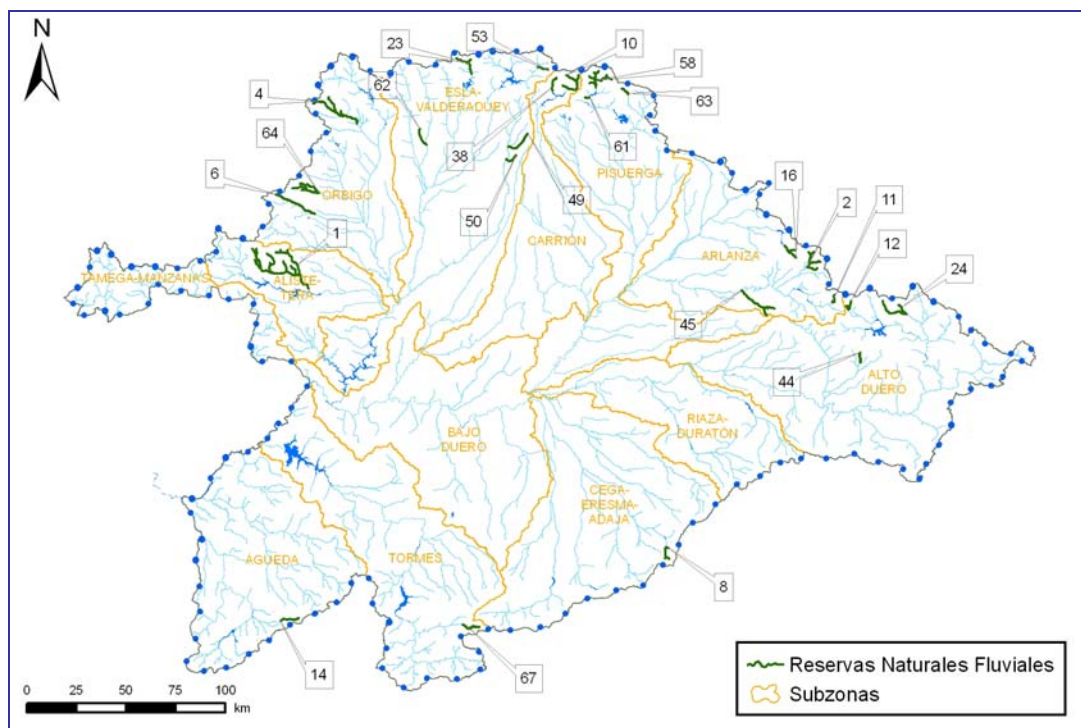 N
53
10
23
58
ESLA-
VALDERADUEY
62
4
63
64
38
61
6
ORBIGO
PISUERGA
49
50
16
2
11
1
CARRIÓN
12
ARLANZA
24
TAMEGA-MANZANAS
ALISTE-
TERA
45
44
ALTO
DUERO
RIAZA-
DURATÓN
BAJO
DUERO
CEGA-
ERESMA-
ADAJA
AGUEDA
TORMES
8
14
67
Reservas Naturales Fluviales
Subzonas
0 25 50 75 100
km